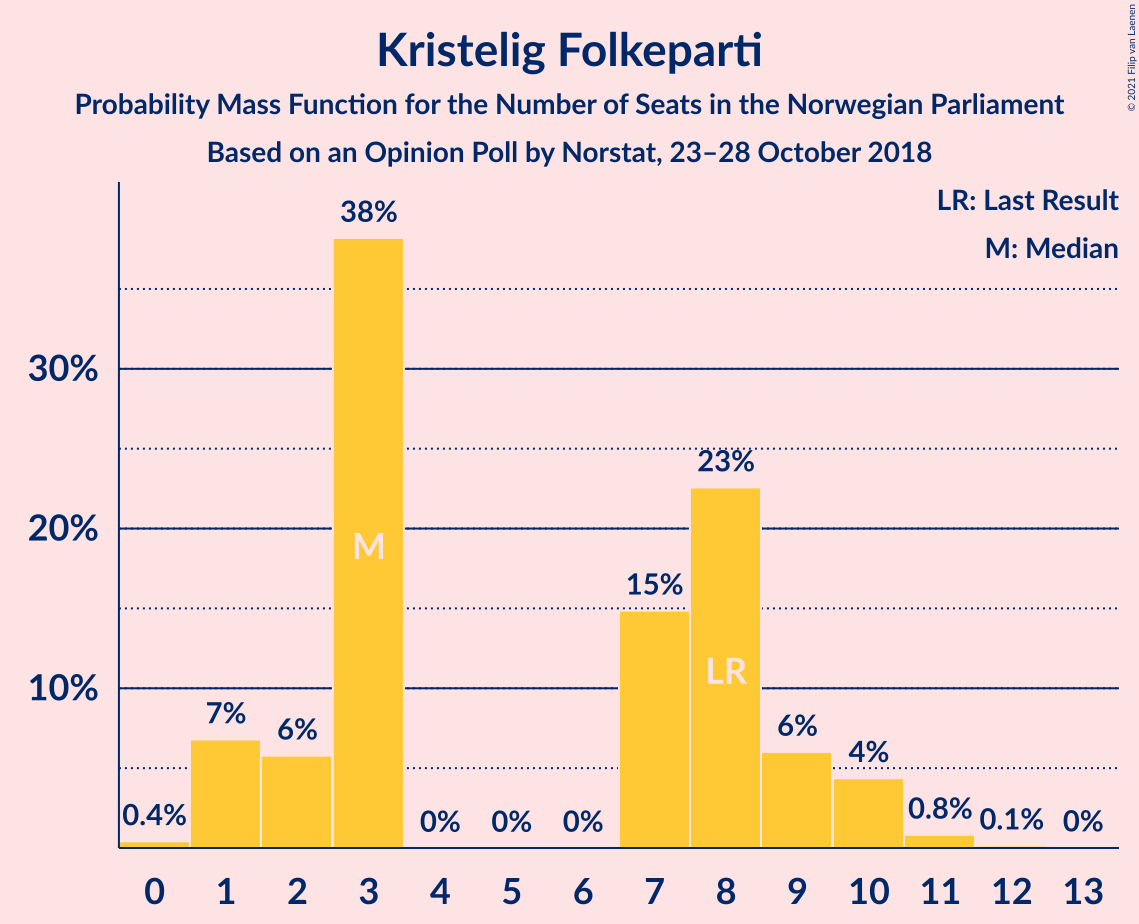 Kristelig Folkeparti
Probability Mass Function for the Number of Seats in the Norwegian Parliament
Based on an Opinion Poll by Norstat, 23–28 October 2018
© 2021 Filip van Laenen
LR: Last Result
M: Median
38%
30%
23%
20%
M
15%
LR
10%
7%
6%
6%
4%
0.4%
0%
0%
0%
0.8%
0.1%
0%
0 1 2 3 4 5 6 7 8 9 10 11 12 13